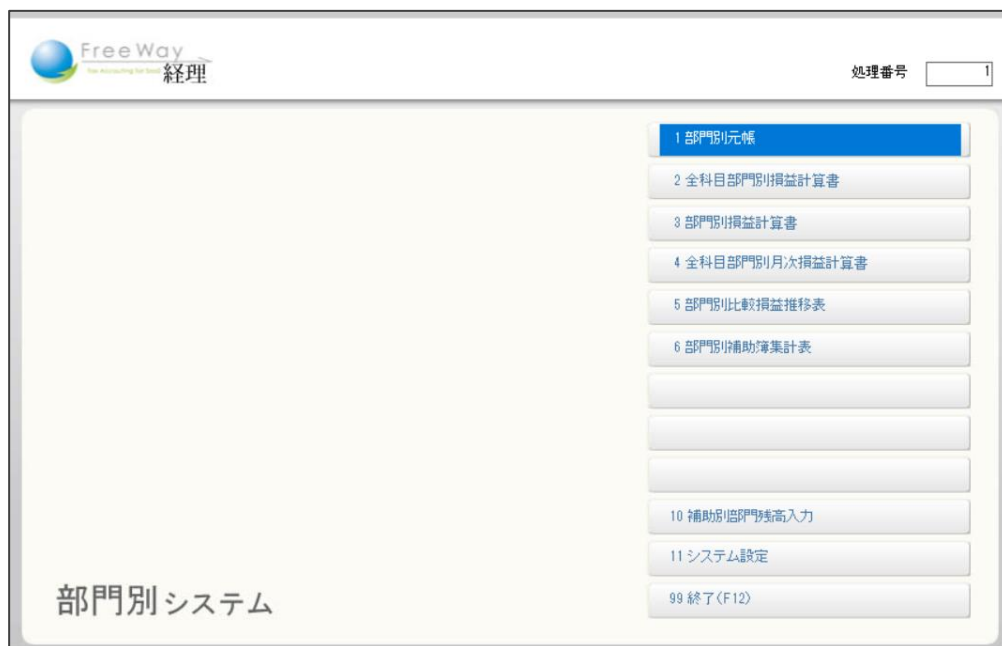 FreeWay
経理
処理番号 1
1 部門別元帳
2 全科目部門別損益計算書
3 部門別損益計算書
4 全科目部門別月次損益計算書
5 部門別比較損益推移表
6 部門別補助簿集計表
10 補助別部門残高入力
11 システム設定
99 終了(F12)
部門別システム